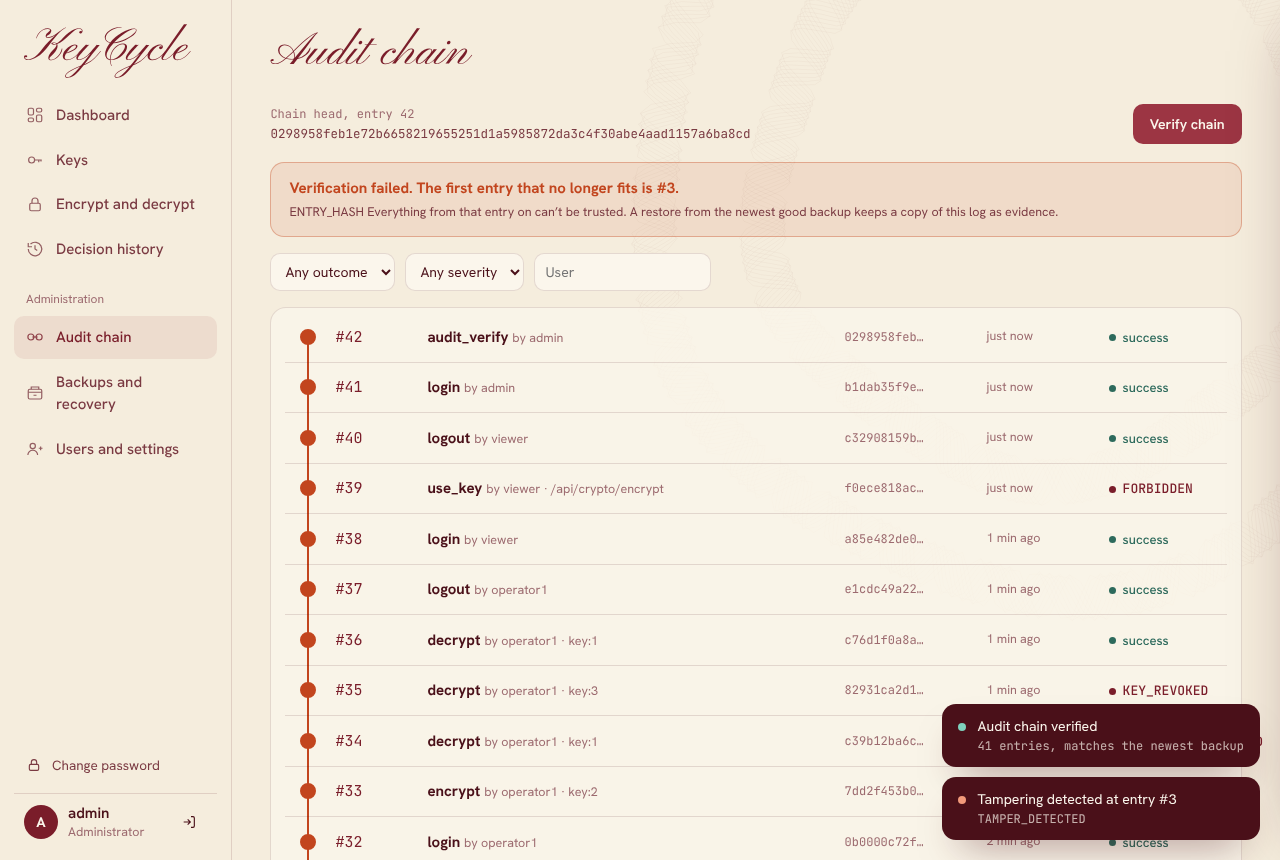 KeyCycle
Dashboard
Keys
Encrypt and decrypt
Decision history
Administration
Audit chain
Backups and
recovery
Users and settings
Change password
A
admin
Administrator
Audit chain
Chain head, entry 42
0298958feb1e72b6658219655251d1a5985872da3c4f30abe4aad1157a6ba8cd
Verify chain
Verification failed. The first entry that no longer fits is #3.
ENTRY_HASH Everything from that entry on can’t be trusted. A restore from the newest good backup keeps a copy of this log as evidence.
Any outcome Any severity User
#42 audit_verify by admin 0298958feb… just now success
#41 login by admin b1dab35f9e… just now success
#40 logout by viewer c32908159b… just now success
#39 use_key by viewer · /api/crypto/encrypt f0ece818ac… just now FORBIDDEN
#38 login by viewer a85e482de0… 1 min ago success
#37 logout by operator1 e1cdc49a22… 1 min ago success
#36 decrypt by operator1 · key:1 c76d1f0a8a… 1 min ago success
#35 decrypt by operator1 · key:3 82931ca2d1… 1 min ago KEY_REVOKED
#34 decrypt by operator1 · key:1 c39b12ba6c…
#33 encrypt by operator1 · key:2 7dd2f453b0…
#32 login by operator1 0b0000c72f… 2 min ago success
Audit chain verified
41 entries, matches the newest backup
Tampering detected at entry #3
TAMPER_DETECTED